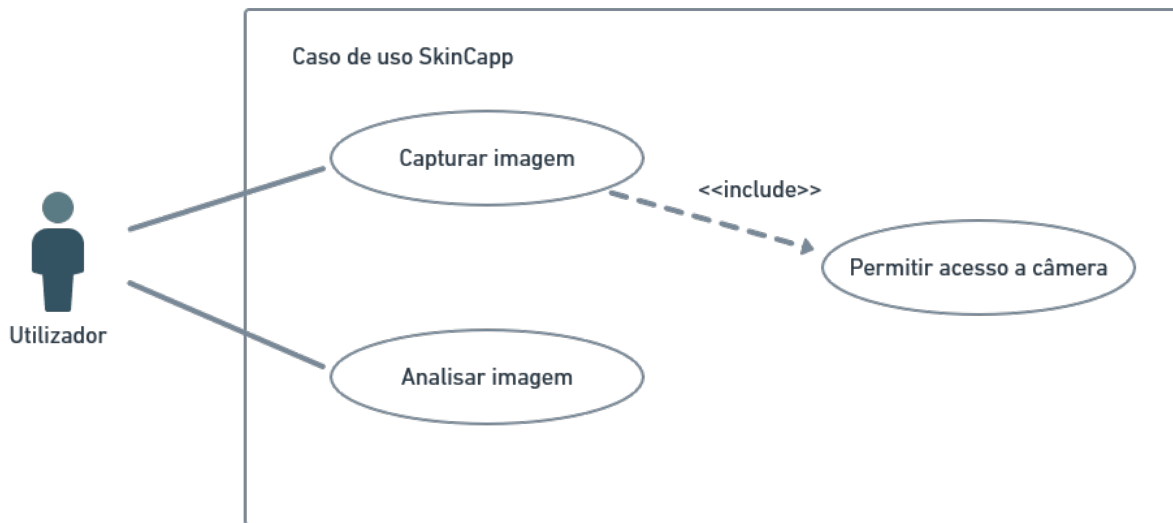 Caso de uso SkinCapp
Capturar imagem
<<include>>
Permitir acesso a câmera
Utilizador
Analisar imagem